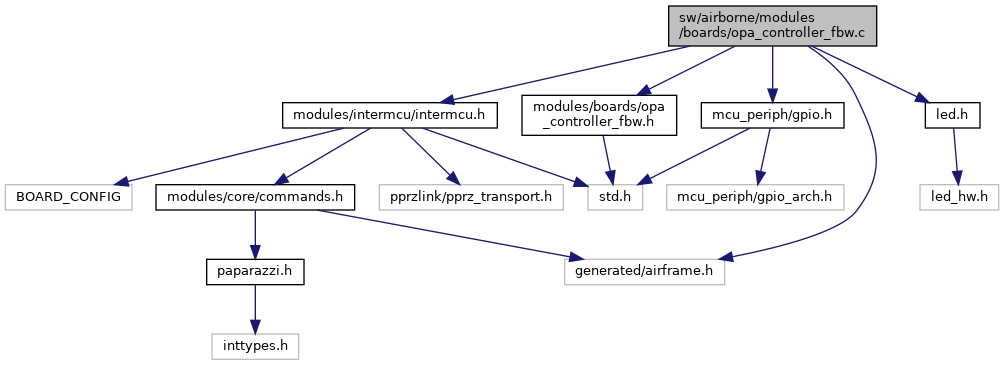 sw/airborne/modules
/boards/opa_controller_fbw.c
modules/intermcu/intermcu.h
modules/boards/opa
_controller_fbw.h
mcu_periph/gpio.h
led.h
BOARD_CONFIG
modules/core/commands.h
pprzlink/pprz_transport.h
std.h
mcu_periph/gpio_arch.h
led_hw.h
paparazzi.h
generated/airframe.h
inttypes.h